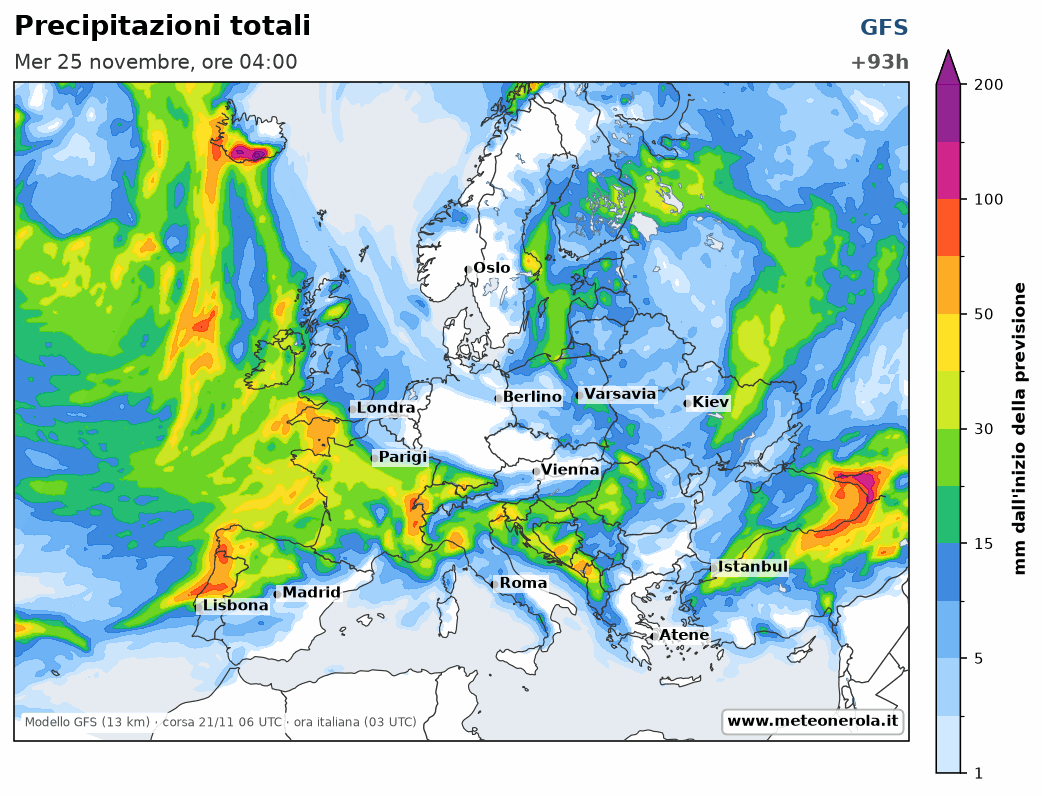 Precipitazioni totali
GFS
Mer 25 novembre, ore 04:00
+93h
200
100
50
30
15
5
1
mm dall'inizio della previsione
Oslo
Berlino
Varsavia
Kiev
Londra
Parigi
Vienna
Istanbul
Roma
Madrid
Lisbona
Atene
Modello GFS (13 km) · corsa 21/11 06 UTC · ora italiana (03 UTC)
www.meteonerola.it